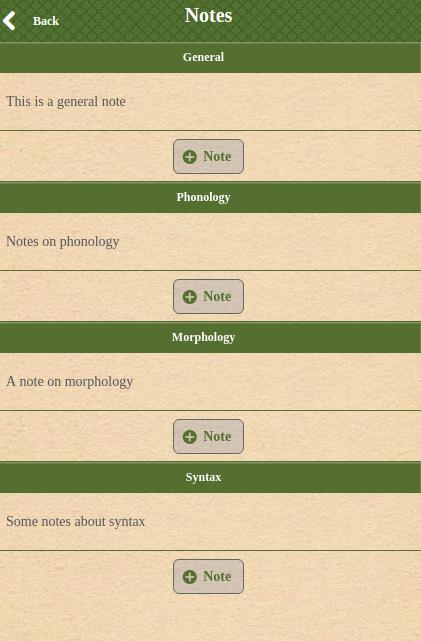 Back
Notes
General
This is a general note
Note
Phonology
Notes on phonology
Note
Morphology
A note on morphology
Note
Syntax
Some notes about syntax
Note